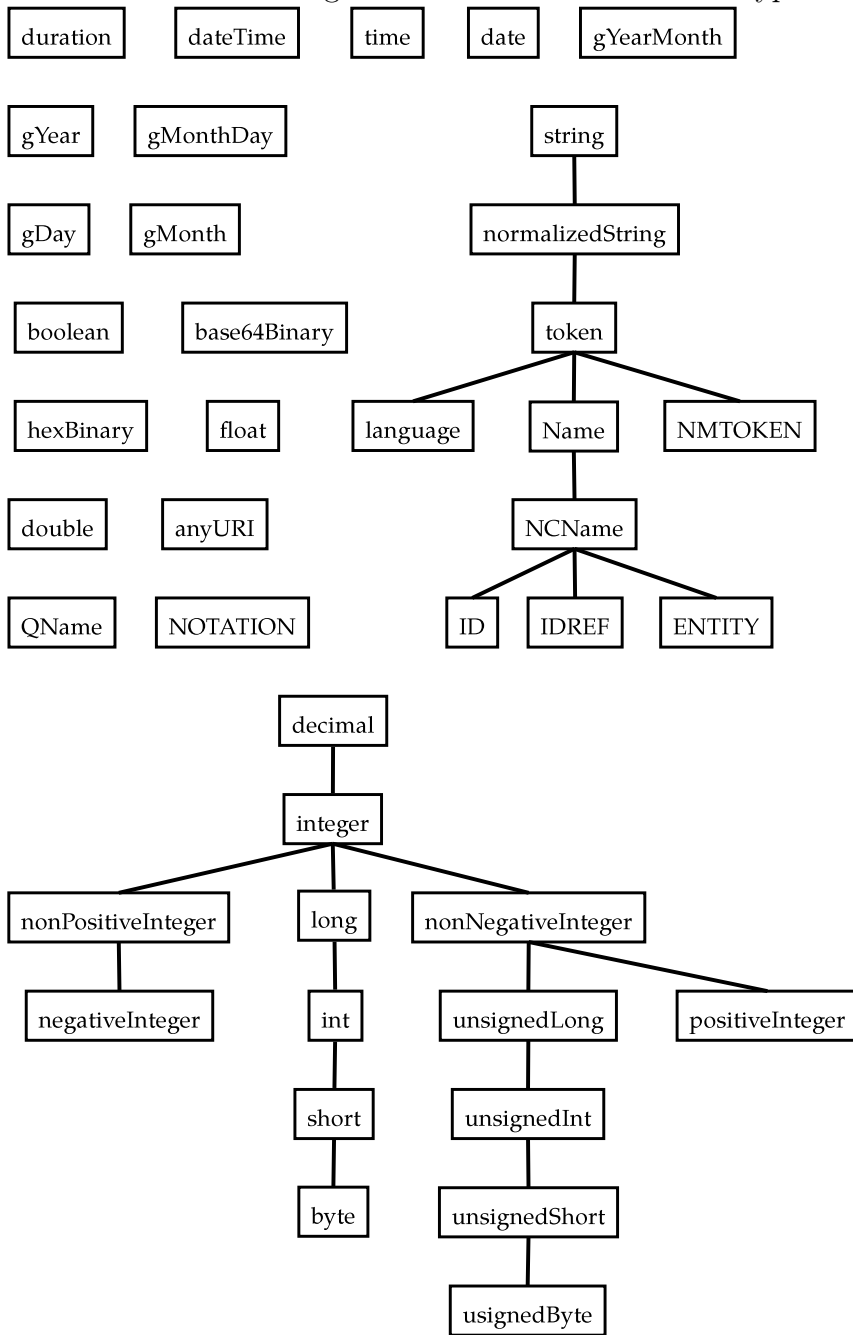 duration dateTime time date gYearMonth
gYear gMonthDay string
gDay gMonth normalizedString
boolean base64Binary token
hexBinary float language Name NMTOKEN
double anyURI NCName
QName NOTATION ID IDREF ENTITY
decimal
integer
nonPositiveInteger long nonNegativeInteger
negativeInteger int unsignedLong positiveInteger
short unsignedInt
byte unsignedShort
usignedByte